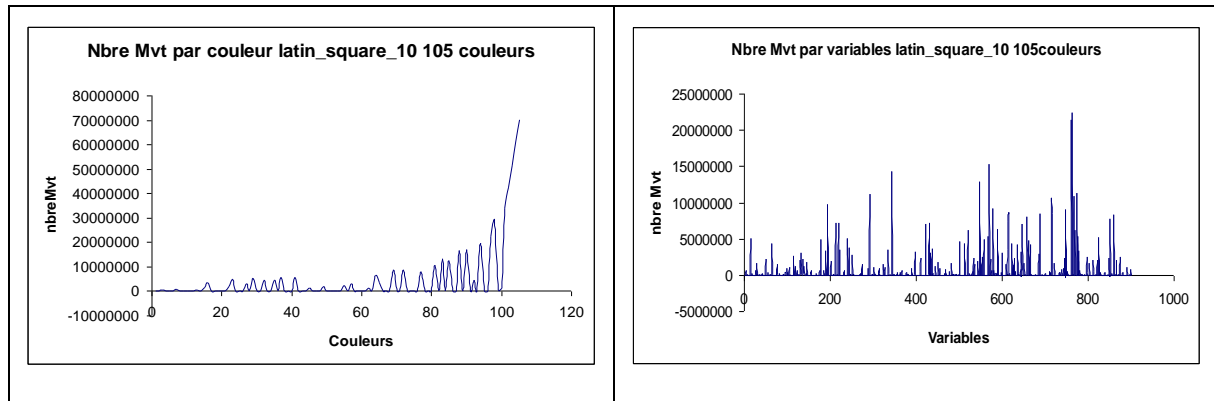 Nbre Mvt par couleur latin_square_10 105 couleurs
80000000
70000000
60000000
50000000
40000000
30000000
20000000
10000000
0
-10000000
0 20 40 60 80 100 120
nbreMvt
Couleurs
Nbre Mvt par variables latin_square_10 105couleurs
25000000
20000000
15000000
10000000
5000000
0
-5000000
0 200 400 600 800 1000
nbre Mvt
Variables